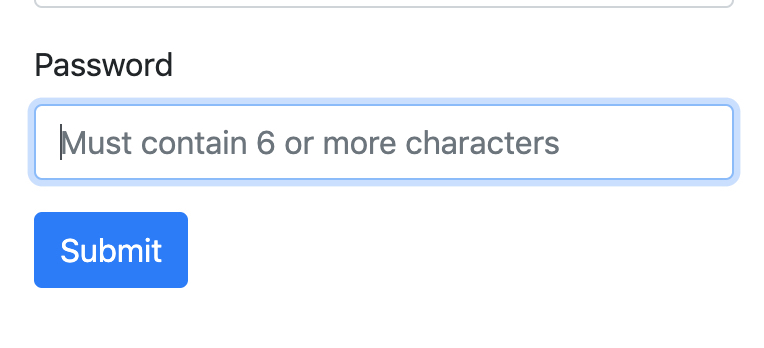 Password
Must contain 6 or more characters
Submit